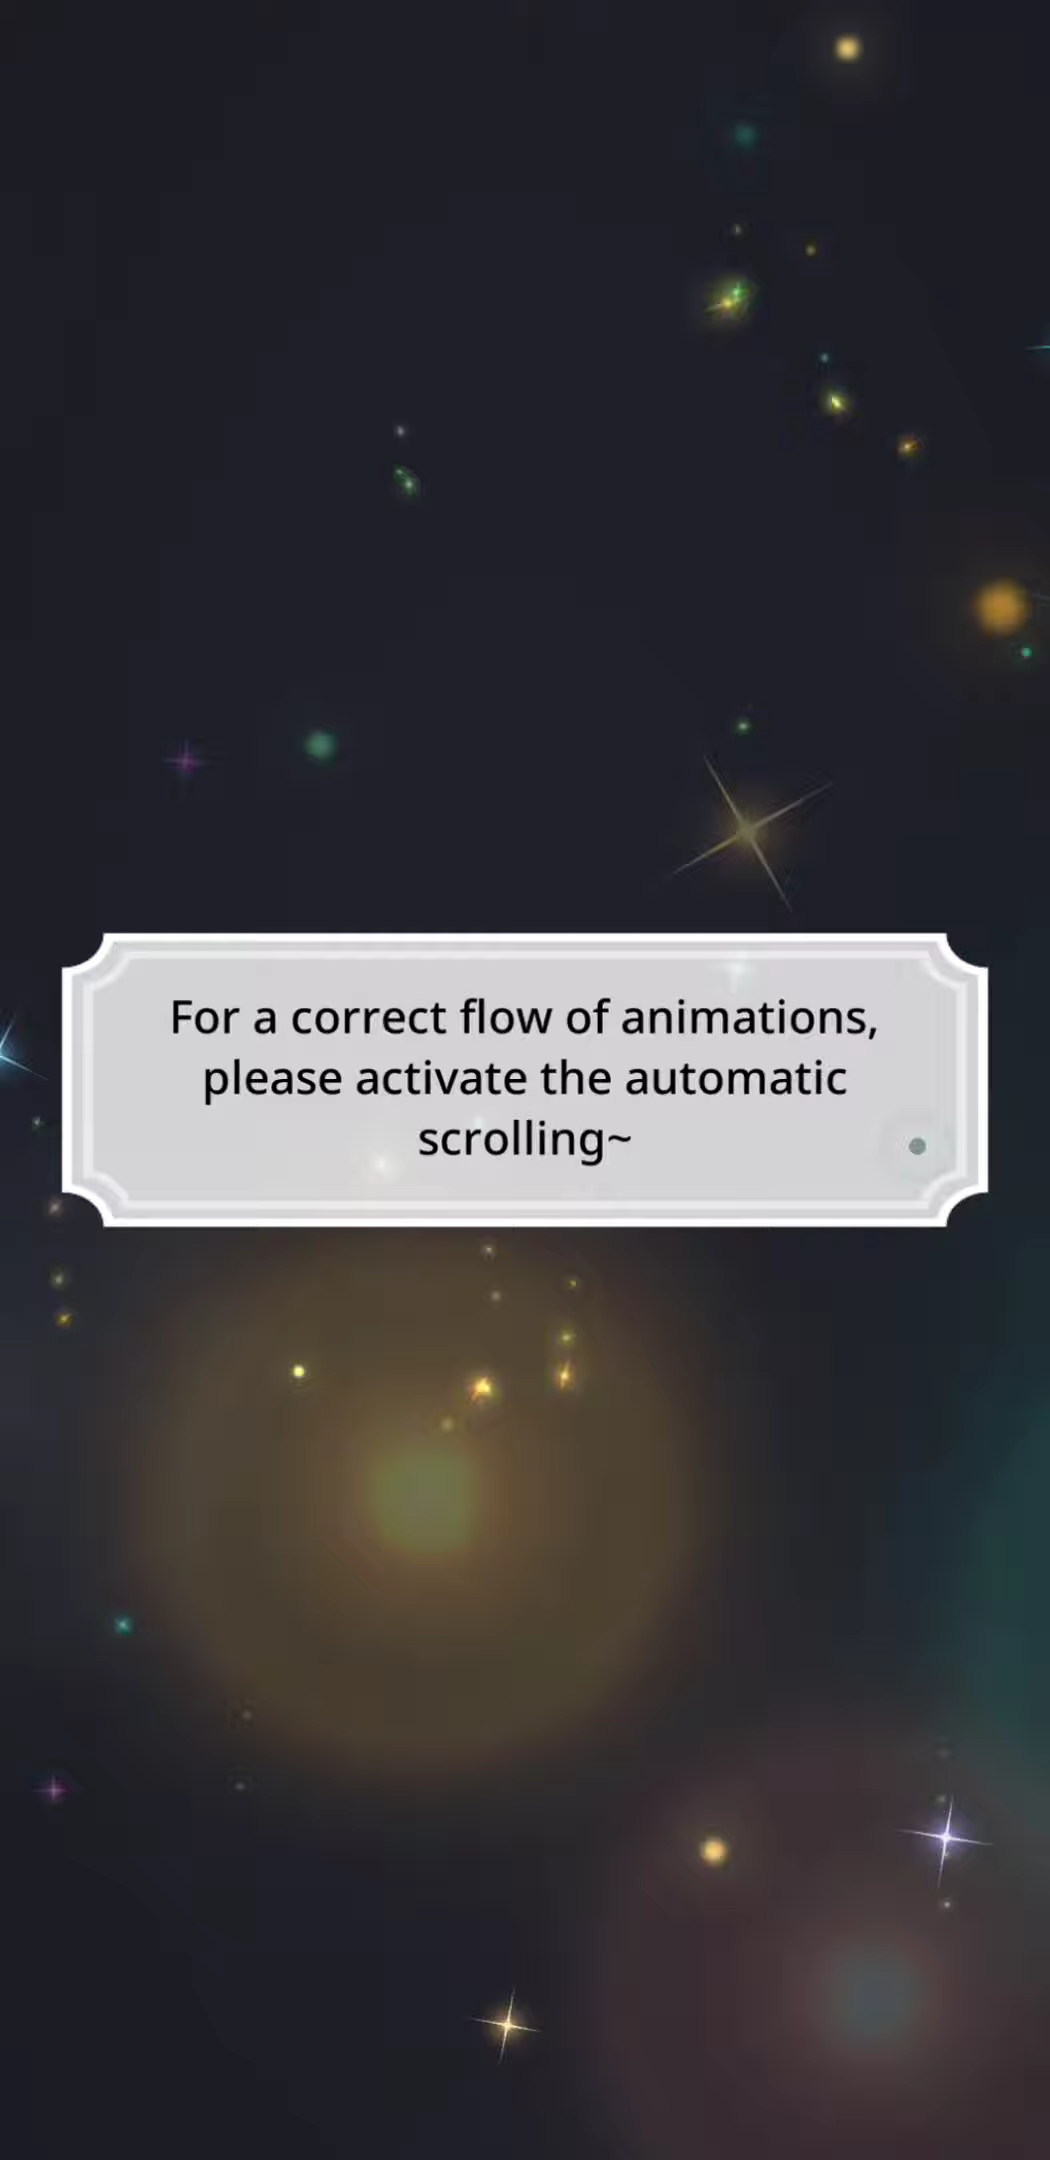 For a correct flow of animations,
please activate the automatic
scrolling~